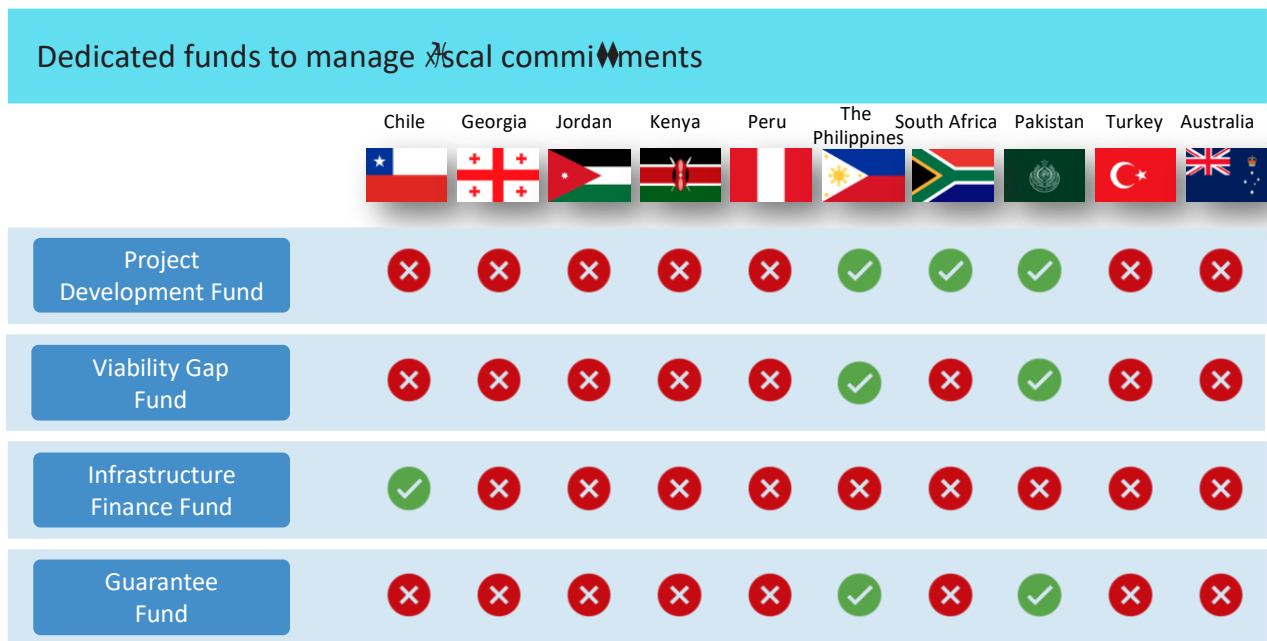 Dedicated funds to manage scal commi ments
Chile Georgia Jordan Kenya Peru The Philippines South Africa Pakistan Turkey Australia
Project
Development Fund
Viability Gap
Fund
Infrastructure
Finance Fund
Guarantee
Fund